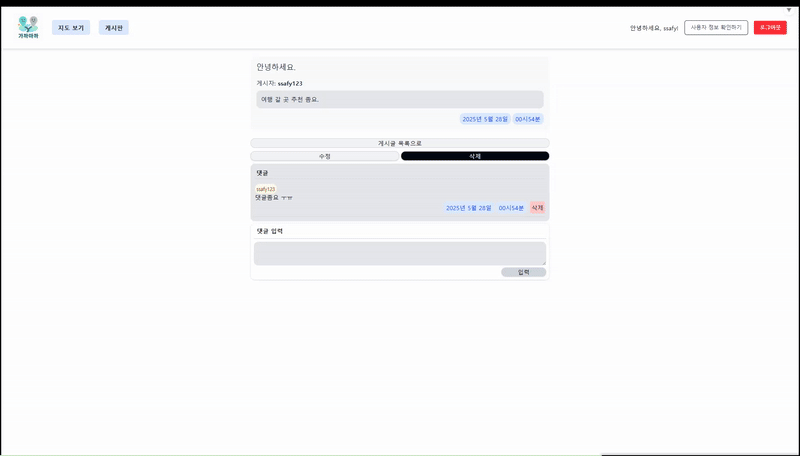 가짜아짜
지도 보기 게시판 안녕하세요, ssafy! 사용자 정보 확인하기 로그아웃
안녕하세요.
게시자: ssafy123
여행 갈 곳 추천 좀요.
2025년 5월 28일 00시54분
게시글 목록으로
수정 삭제
댓글
ssafy123
댓글좀요 ㅜㅠ
2025년 5월 28일 00시54분 삭제
댓글 입력
입력